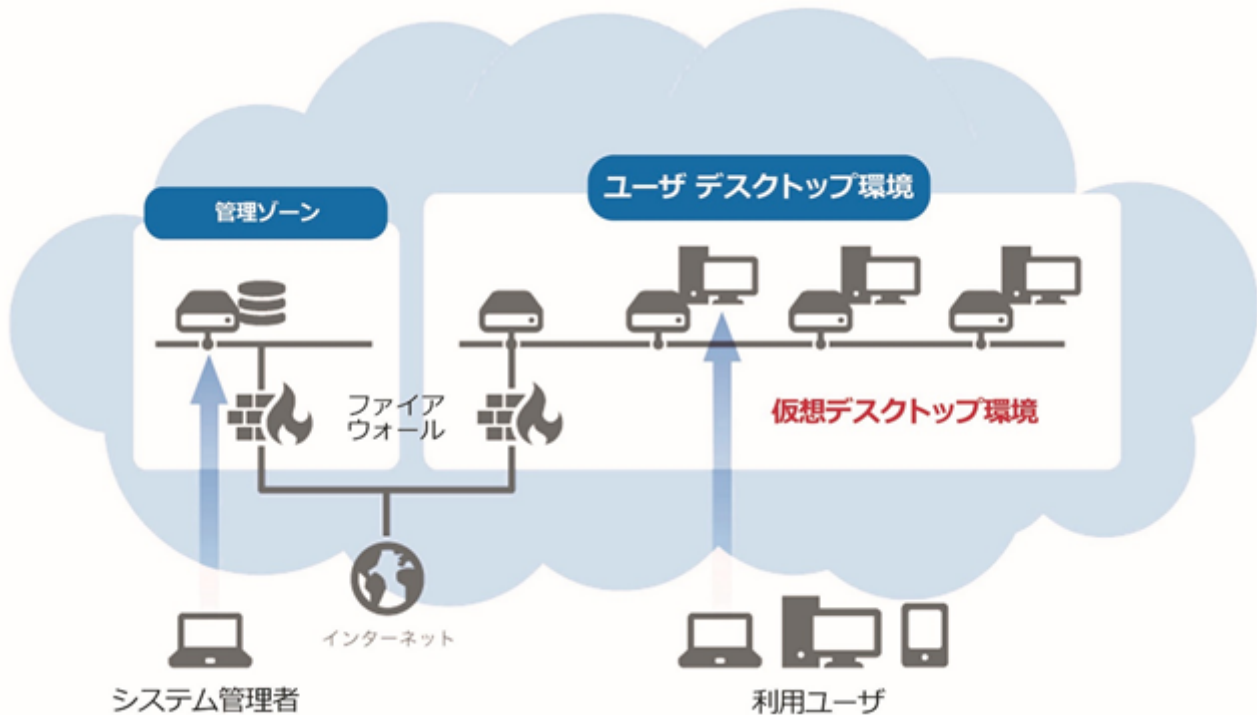 ユーザ デスクトップ環境
管理ゾーン
ファイア
ウォール
仮想デスクトップ環境
インターネット
システム管理者
利用ユーザ